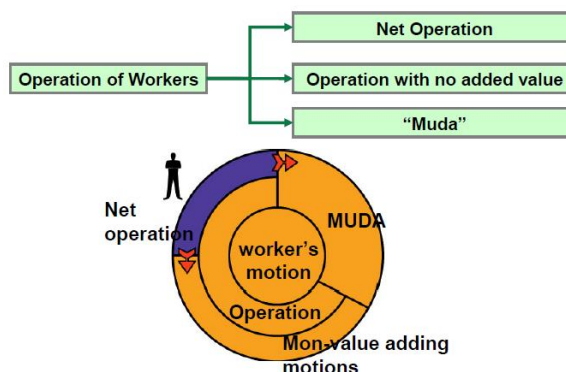 Net Operation
Operation of Workers
Operation with no added value
“Muda”
Net
operation
MUDA
worker's
motion
Operation
Mon-value adding
motions